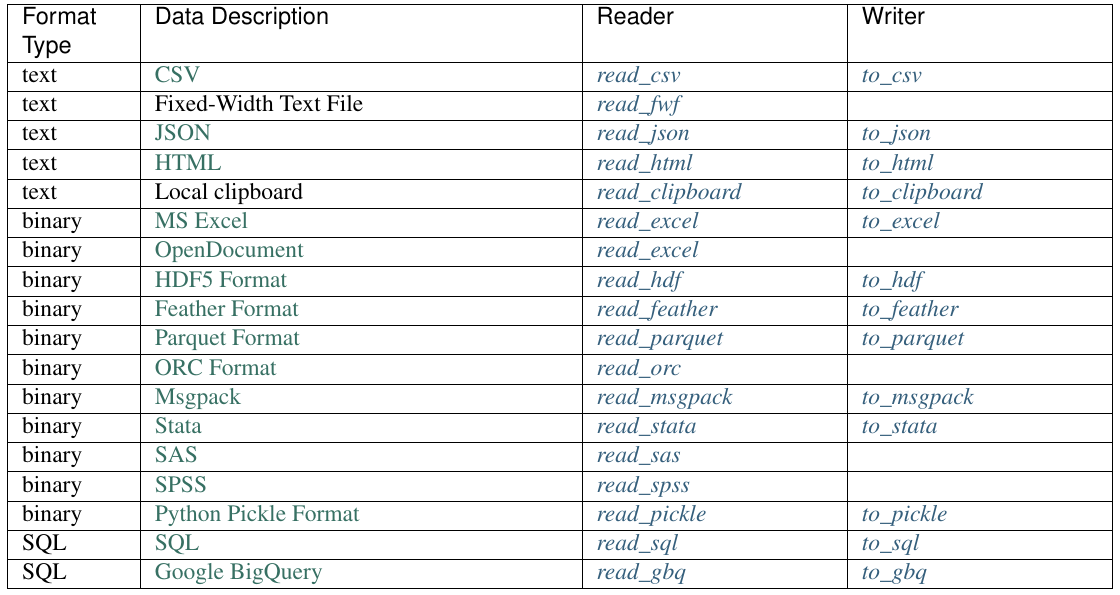 Format Type Data Description Reader Writer
text CSV read_csv to_csv
text Fixed-Width Text File read_fwf
text JSON read_json to_json
text HTML read_html to_html
text Local clipboard read_clipboard to_clipboard
binary MS Excel read_excel to_excel
binary OpenDocument read_excel
binary HDF5 Format read_hdf to_hdf
binary Feather Format read_feather to_feather
binary Parquet Format read_parquet to_parquet
binary ORC Format read_orc
binary Msgpack read_msgpack to_msgpack
binary Stata read_stata to_stata
binary SAS read_sas
binary SPSS read_spss
binary Python Pickle Format read_pickle to_pickle
SQL SQL read_sql to_sql
SQL Google BigQuery read_gbq to_gbq